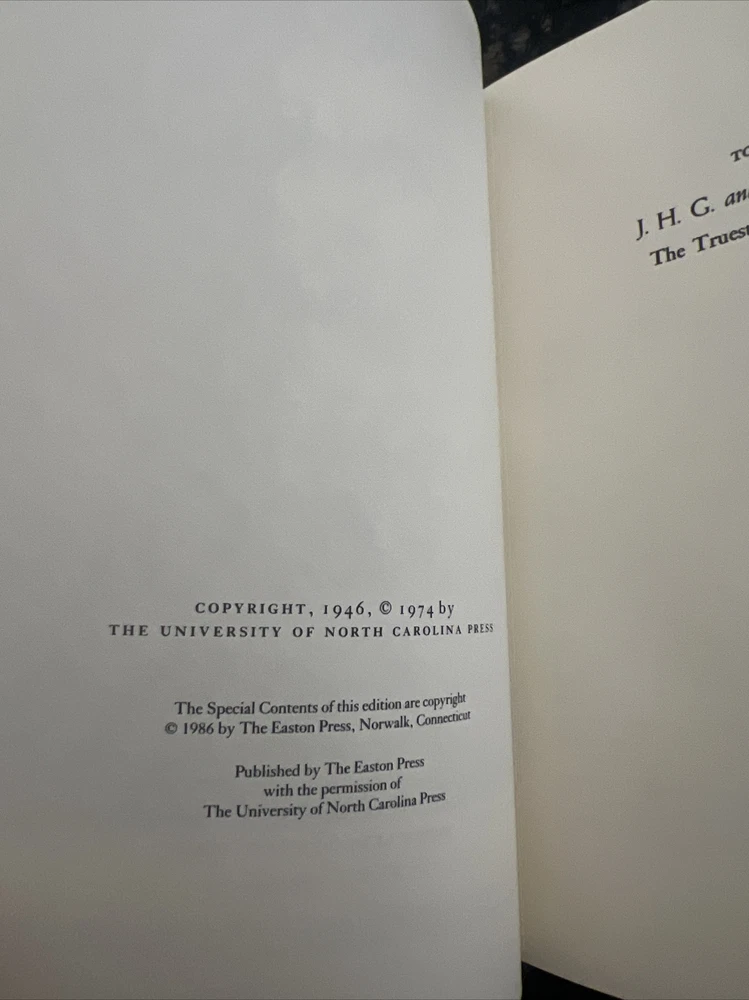 COPYRIGHT, 1946, © 1974 by
THE UNIVERSITY OF NORTH CAROLINA PRESS
The Special Contents of this edition are copyright
© 1986 by The Easton Press, Norwalk, Connecticut
Published by The Easton Press
with the permission of
The University of North Carolina Press
TO
J. H. G.
The